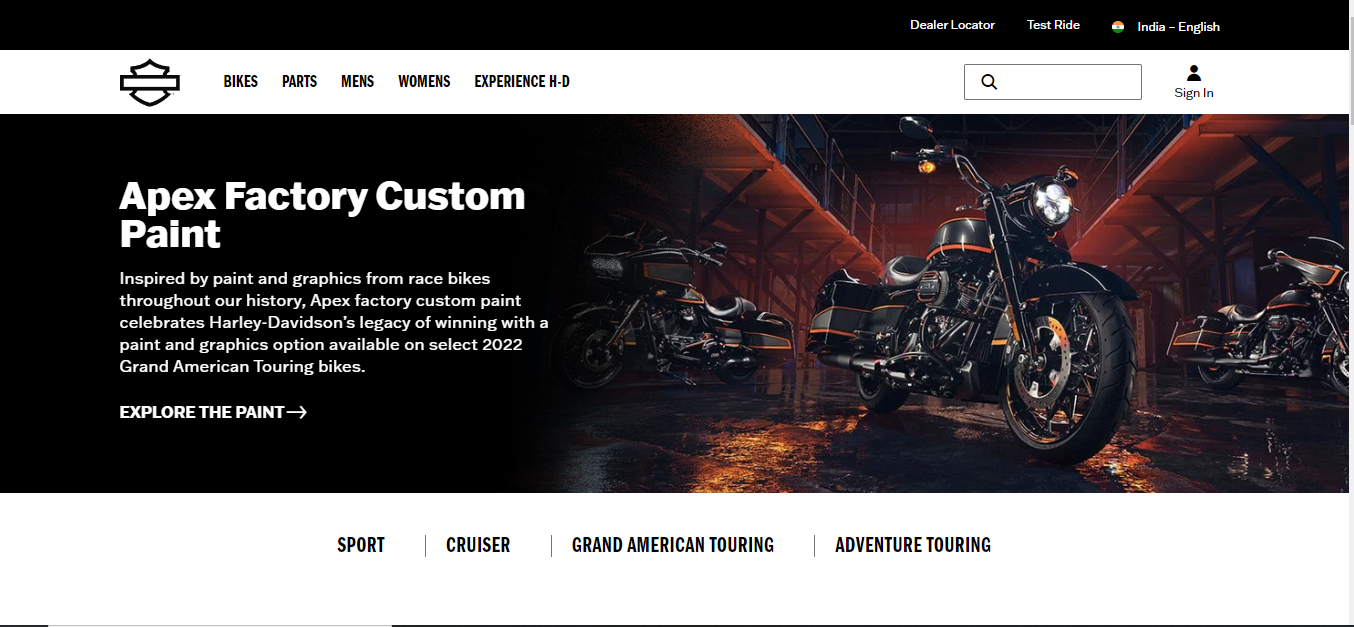 Dealer Locator
Test Ride
India – English
BIKES
PARTS
MENS
WOMENS
EXPERIENCE H-D
Sign In
Apex Factory Custom
Paint
Inspired by paint and graphics from race bikes
throughout our history, Apex factory custom paint
celebrates Harley-Davidson’s legacy of winning with a
paint and graphics option available on select 2022
Grand American Touring bikes.
EXPLORE THE PAINT
SPORT
CRUISER
GRAND AMERICAN TOURING
ADVENTURE TOURING